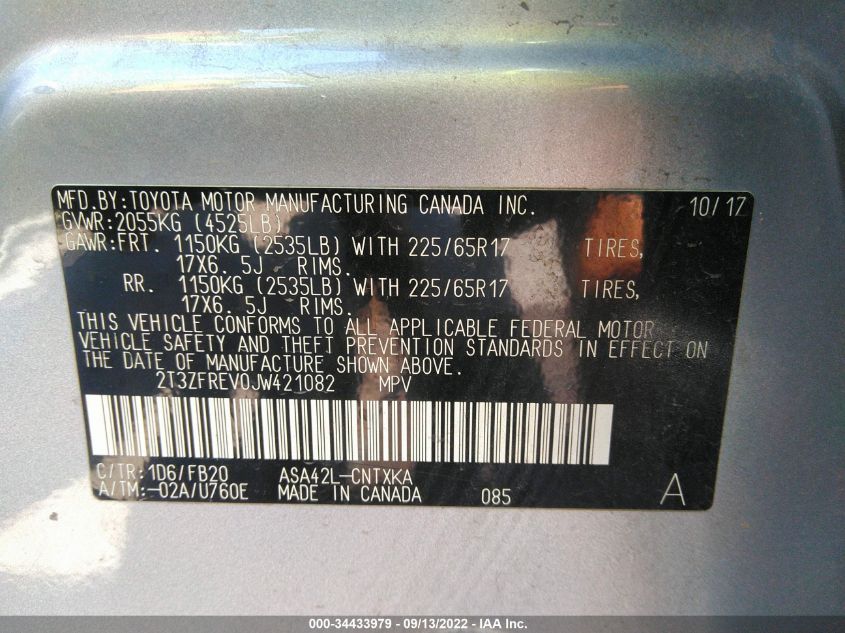 MFD.BY:TOYOTA MOTOR MANUFACTURING CANADA INC. 10/17
GVWR:2055KG (4525LB)
GAWR:FRT. 1150KG (2535LB) WITH 225/65R17 TIRES,
17X6. 5J RIMS.
RR. 1150KG (2535LB) WITH 225/65R17 TIRES,
17X6. 5J RIMS.
THIS VEHICLE CONFORMS TO ALL APPLICABLE FEDERAL MOTOR
VEHICLE SAFETY AND THEFT PREVENTION STANDARDS IN EFFECT ON
THE DATE OF MANUFACTURE SHOWN ABOVE.
2T3ZFREV0JW421082 MPV
C/TR:1D6/FB20 ASA42L-CNTXKA
A/TM:-02A/U760E MADE IN CANADA 085 A
000-34433979 - 09/13/2022 - IAA Inc.